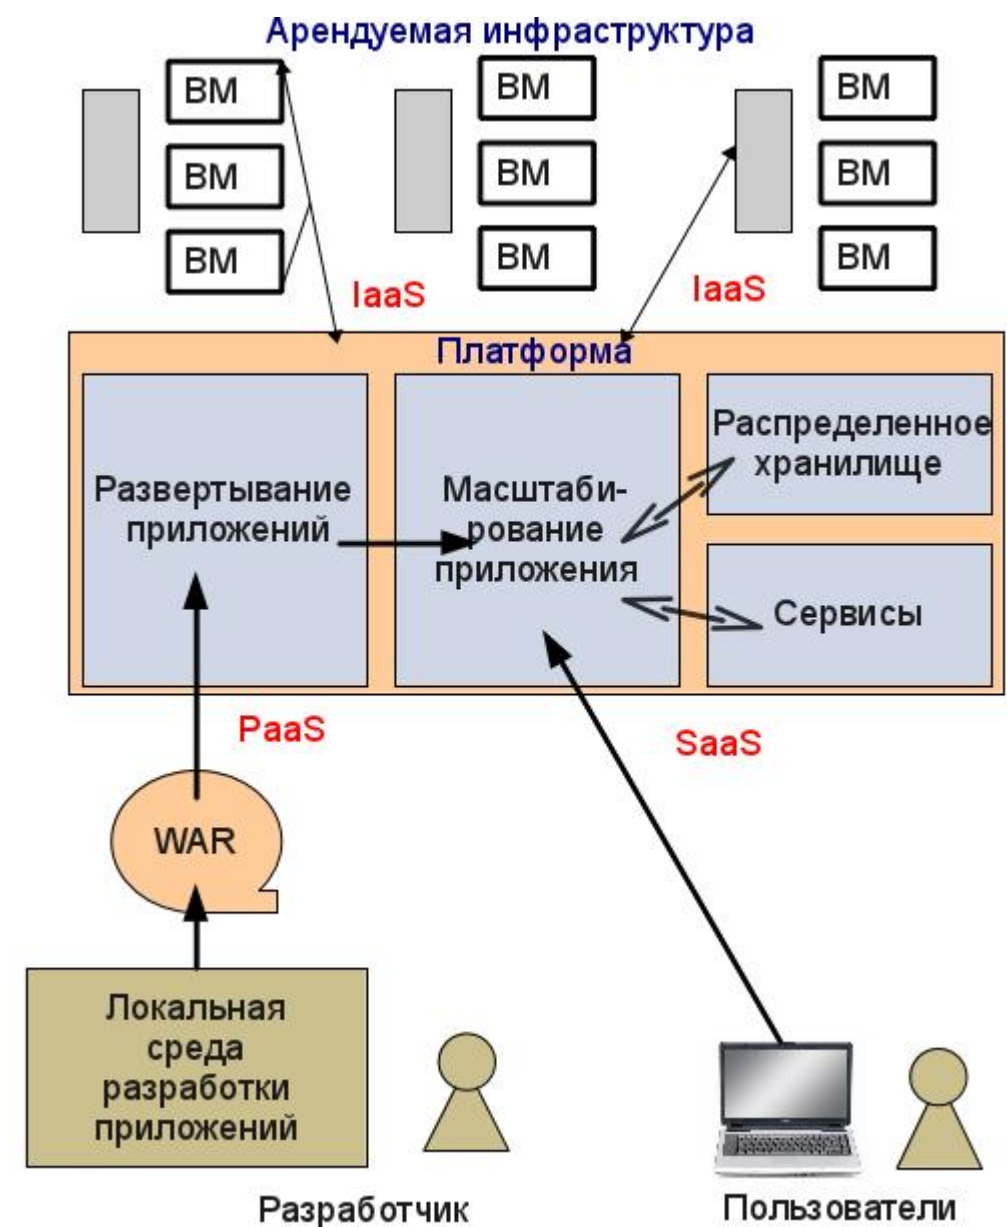 Арендуемая инфраструктура
ВМ
ВМ
ВМ
ВМ
ВМ
ВМ
ВМ
ВМ
ВМ
IaaS
IaaS
Платформа
Развертывание
приложений
Масштаби-
рование
приложения
Распределенное
хранилище
Сервисы
PaaS
SaaS
WAR
Локальная
среда
разработки
приложений
Разработчик
Пользователи